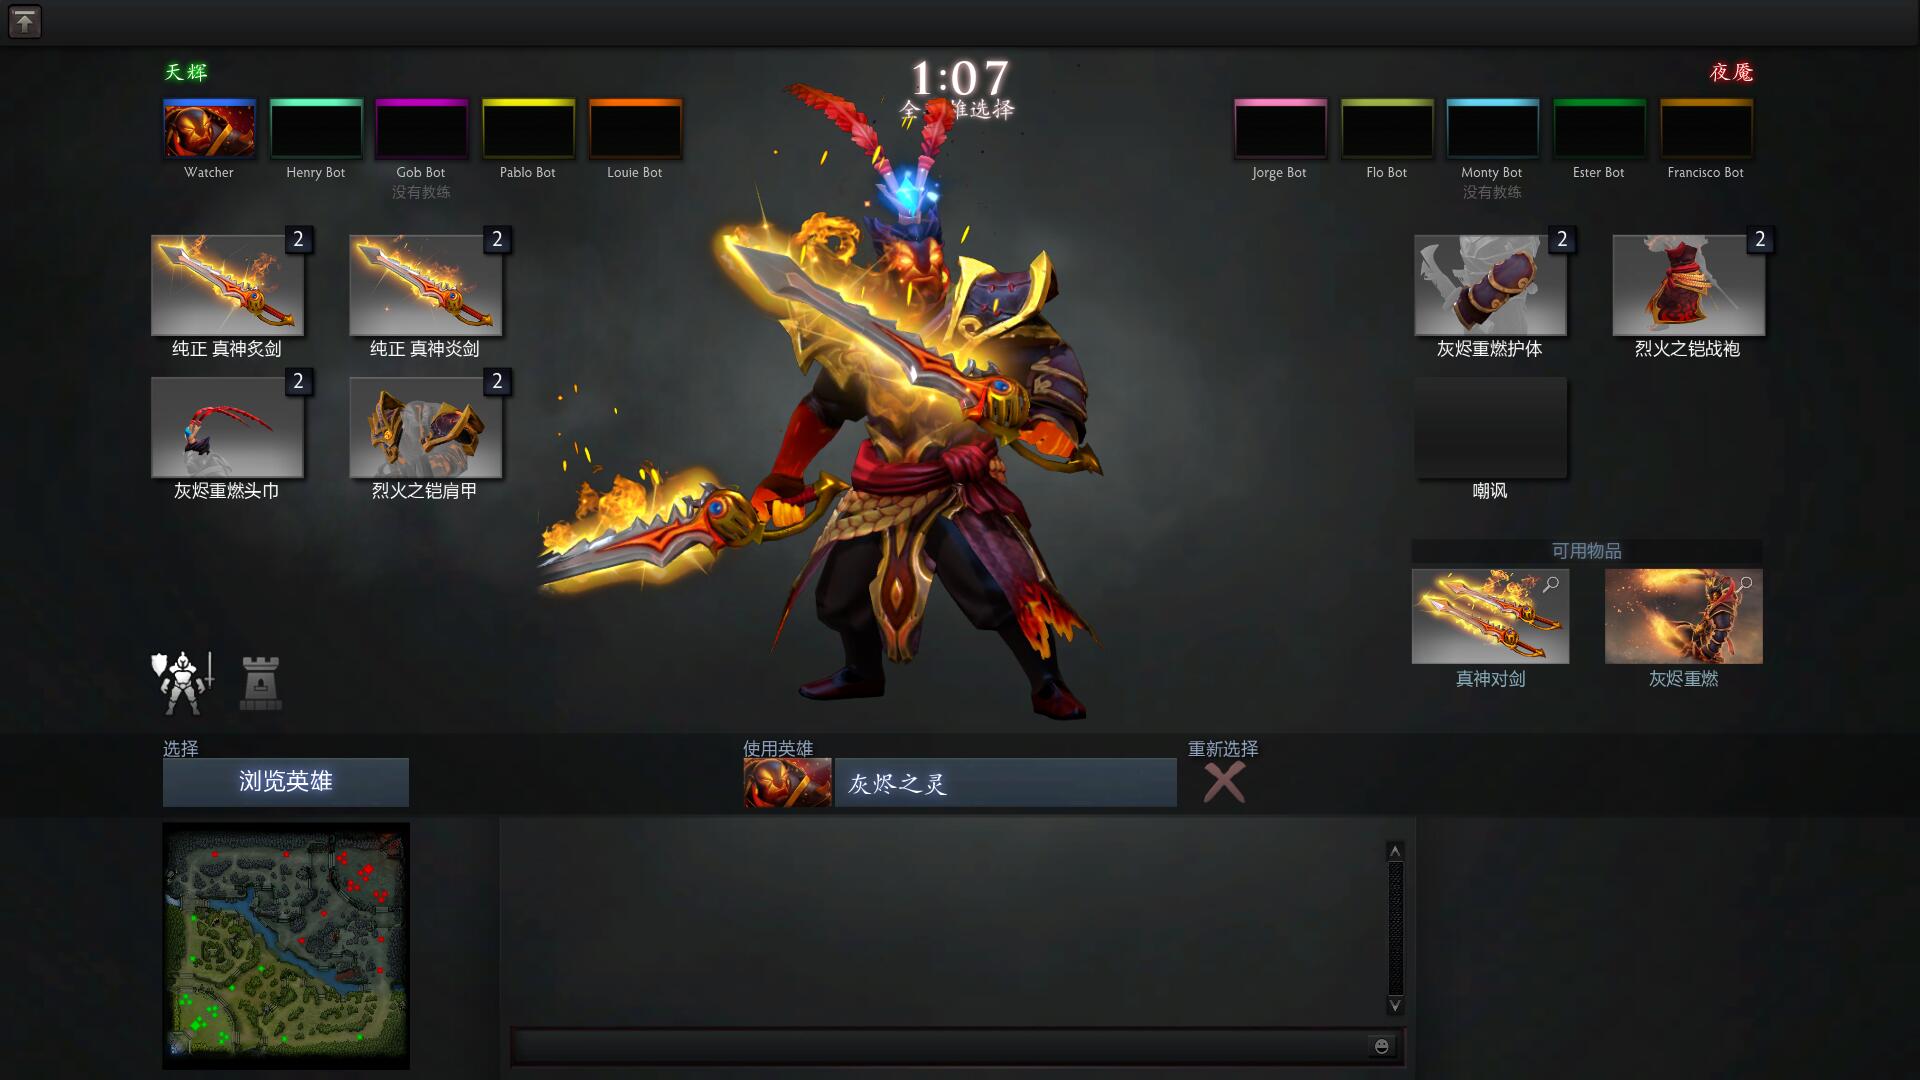 天辉
1:07
夜魇
全 雄选择
Watcher
Henry Bot
Gob Bot
没有教练
Pablo Bot
Louie Bot
Jorge Bot
Flo Bot
Monty Bot
没有教练
Ester Bot
Francisco Bot
2
纯正 真神炙剑
2
纯正 真神炎剑
2
灰烬重燃护体
2
烈火之铠战袍
2
灰烬重燃头巾
2
烈火之铠肩甲
嘲讽
可用物品
真神对剑
灰烬重燃
选择
浏览英雄
使用英雄
灰烬之灵
重新选择